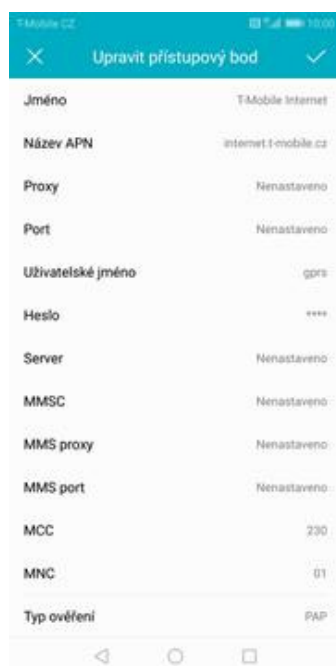 T-Mobile CZ 10:00
Upravit přístupový bod
Jméno T-Mobile Internet
Název APN internet.t-mobile.cz
Proxy Nenastaveno
Port Nenastaveno
Uživatelské jméno gprs
Heslo ****
Server Nenastaveno
MMSC Nenastaveno
MMS proxy Nenastaveno
MMS port Nenastaveno
MCC 230
MNC 01
Typ ověření PAP